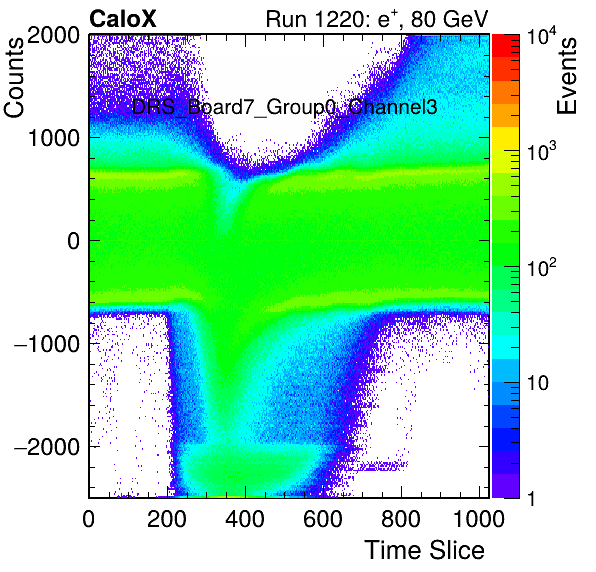 CaloX Run 1220: e⁺, 80 GeV
Counts
Events
DRS_Board7_Group0_Channel3
2000
1000
0
−1000
−2000
0 200 400 600 800 1000
Time Slice
10⁴
10³
10²
10
1